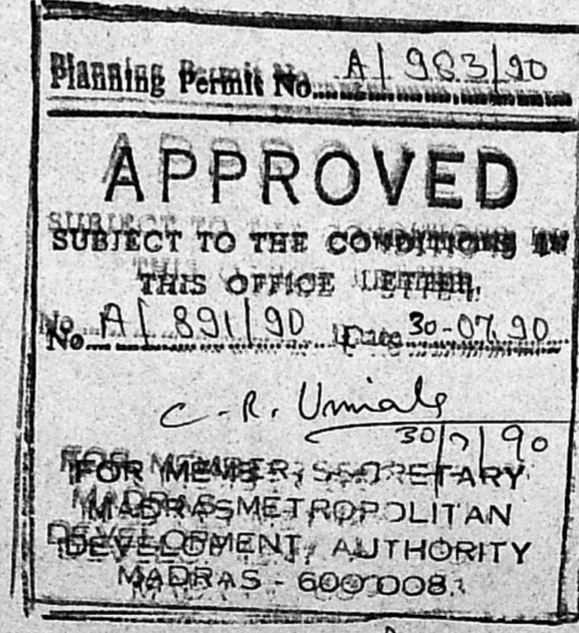 Planning Permit No. A/983/90
APPROVED
SUBJECT TO THE CONDITIONS IN
THIS OFFICE LETTER.
No. A/891/90 Date 30-07.90
C.R. Umials
30/7/90
FOR MEMBER, SECRETARY
MADRAS METROPOLITAN
DEVELOPMENT, AUTHORITY
MADRAS - 600 008.